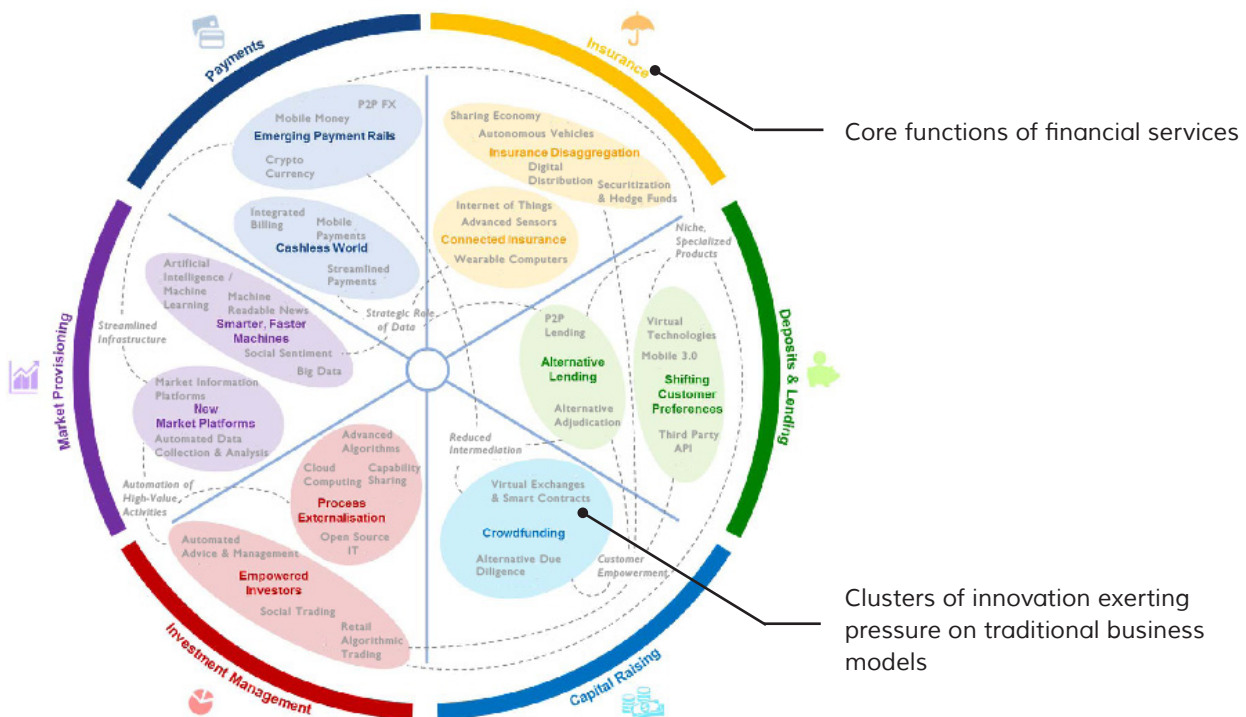 Payments
P2P FX
Mobile Money
Emerging Payment Rails
Crypto
Currency
Integrated
Billing
Mobile
Payments
Cashless World
Streamlined
Payments
Insurance
Sharing Economy
Autonomous Vehicles
Insurance Disaggregation
Digital
Distribution
Securitization
& Hedge Funds
Internet of Things
Advanced Sensors
Connected Insurance
Wearable Computers
Core functions of financial services
Niche,
Specialized
Products
Deposits & Lending
P2P
Lending
Alternative
Lending
Alternative
Adjudication
Virtual
Technologies
Mobile 3.0
Shifting
Customer
Preferences
Third Party
API
Strategic Role
of Data
Market Provisioning
Artificial
Intelligence /
Machine
Learning
Machine
Readable News
Smarter, Faster
Machines
Social Sentiment
Big Data
Streamlined
Infrastructure
Market Information
Platforms
New
Market Platforms
Automated Data
Collection & Analysis
Automation of
High-Value
Activities
Investment Management
Advanced
Algorithms
Cloud
Computing
Capability
Sharing
Process
Externalisation
Open Source
IT
Automated
Advice & Management
Empowered
Investors
Social Trading
Retail
Algorithmic
Trading
Reduced
Intermediation
Capital Raising
Virtual Exchanges
& Smart Contracts
Crowdfunding
Alternative Due
Diligence
Customer
Empowerment
Clusters of innovation exerting
pressure on traditional business
models